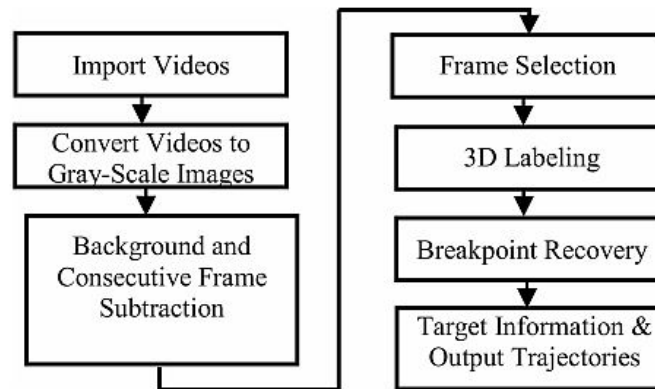 Import Videos
Convert Videos to
Gray-Scale Images
Background and
Consecutive Frame
Subtraction
Frame Selection
3D Labeling
Breakpoint Recovery
Target Information &
Output Trajectories